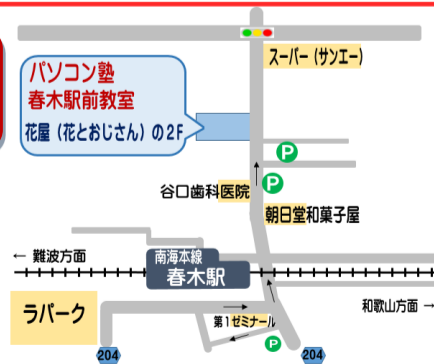 スーパー（サンエー）
パソコン塾
春木駅前教室
花屋（花とおじさん）の２F
P
谷口歯科医院
P
朝日堂和菓子屋
← 難波方面
南海本線
春木駅
ラパーク
和歌山方面 →
第１ゼミナール
P
204
204